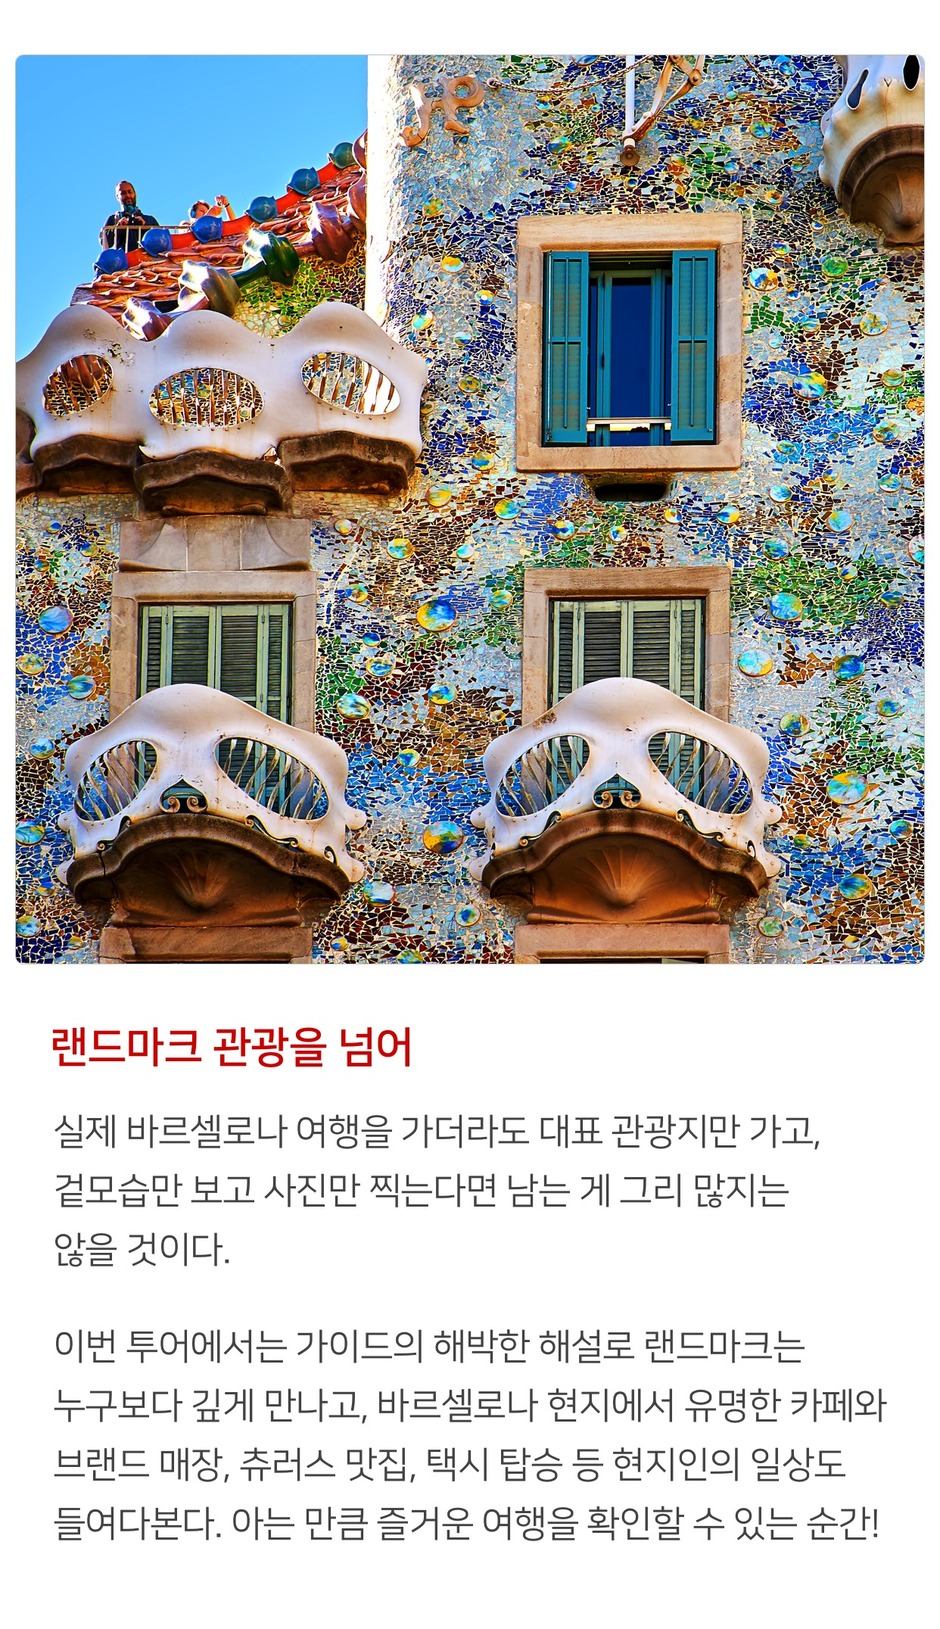 랜드마크 관광을 넘어
실제 바르셀로나 여행을 가더라도 대표 관광지만 가고,
겉모습만 보고 사진만 찍는다면 남는 게 그리 많지는
않을 것이다.
이번 투어에서는 가이드의 해박한 해설로 랜드마크는
누구보다 깊게 만나고, 바르셀로나 현지에서 유명한 카페와
브랜드 매장, 츄러스 맛집, 택시 탑승 등 현지인의 일상도
들여다본다. 아는 만큼 즐거운 여행을 확인할 수 있는 순간!